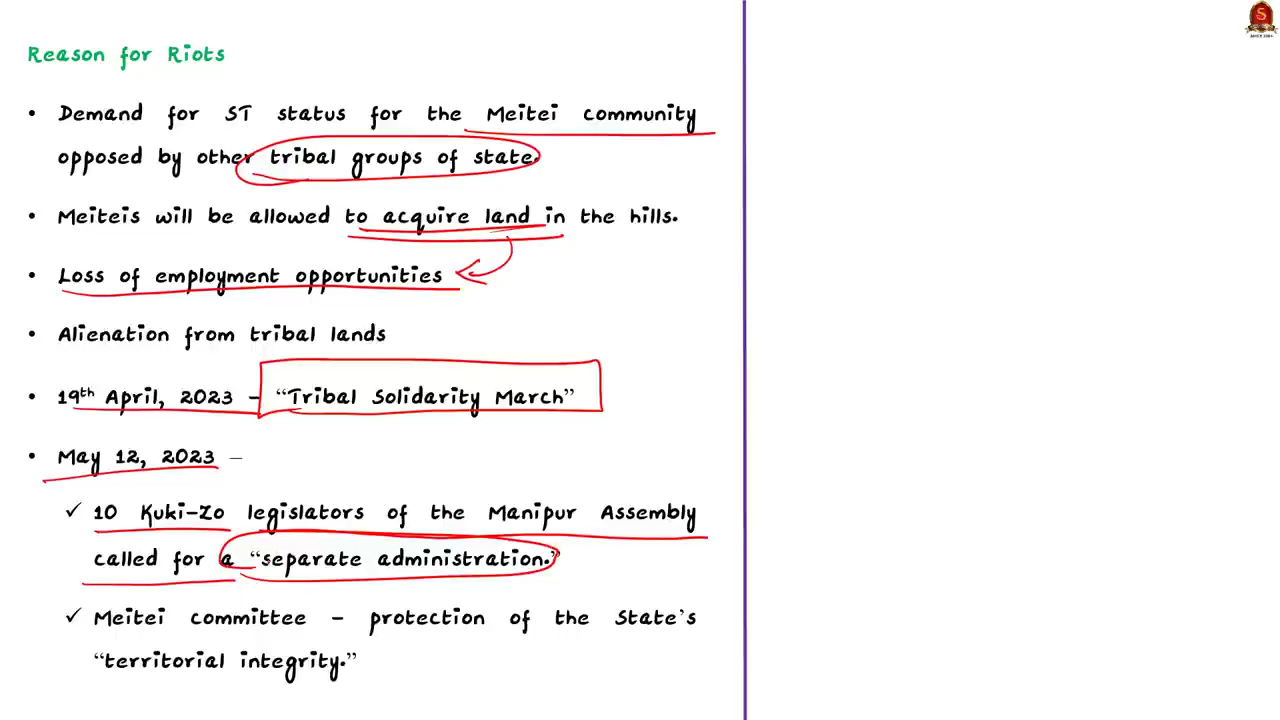 Reason for Riots
• Demand for ST status for the Meitei community
opposed by other tribal groups of state.
• Meiteis will be allowed to acquire land in the hills.
• Loss of employment opportunities
• Alienation from tribal lands
• 19th April, 2023 – “Tribal Solidarity March”
• May 12, 2023 –
✓ 10 Kuki-Zo legislators of the Manipur Assembly
called for a “separate administration.”
✓ Meitei committee – protection of the State’s
“territorial integrity.”
S